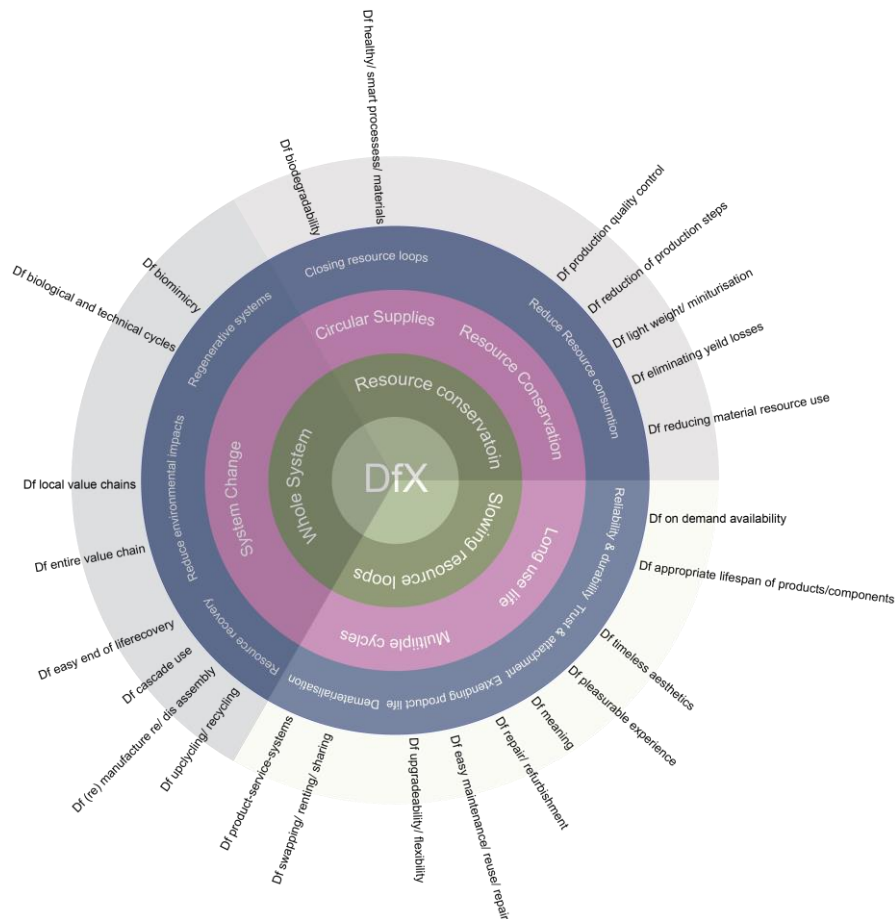 DfX
Resource conservatoin
Slowing resource loops
Whole System
Circular Supplies
Resource Conservation
Long use life
Multiple cycles
System Change
Closing resource loops
Reduce Resource consumtion
Reliability & durability
Trust & attachment
Extending product life
Dematerialisation
Resource recovery
Reduce environmental impacts
Regenerative systems
Df healthy/ smart processess/ materials
Df production quality control
Df reduction of production steps
Df light weight/ miniturisation
Df eliminating yeild losses
Df reducing material resource use
Df on demand availability
Df appropriate lifespan of products/components
Df timeless aesthetics
Df pleasurable experience
Df meaning
Df repair/ refurbishment
Df easy maintenance/ reuse/ repair
Df upgradeability/ flexibility
Df swapping/ renting/ sharing
Df product-service-systems
Df upclycling/ recycling
Df (re) manufacture re/ dis assembly
Df cascade use
Df easy end of liferecovery
Df entire value chain
Df local value chains
Df biological and technical cycles
Df biomimicry
Df biodegradability